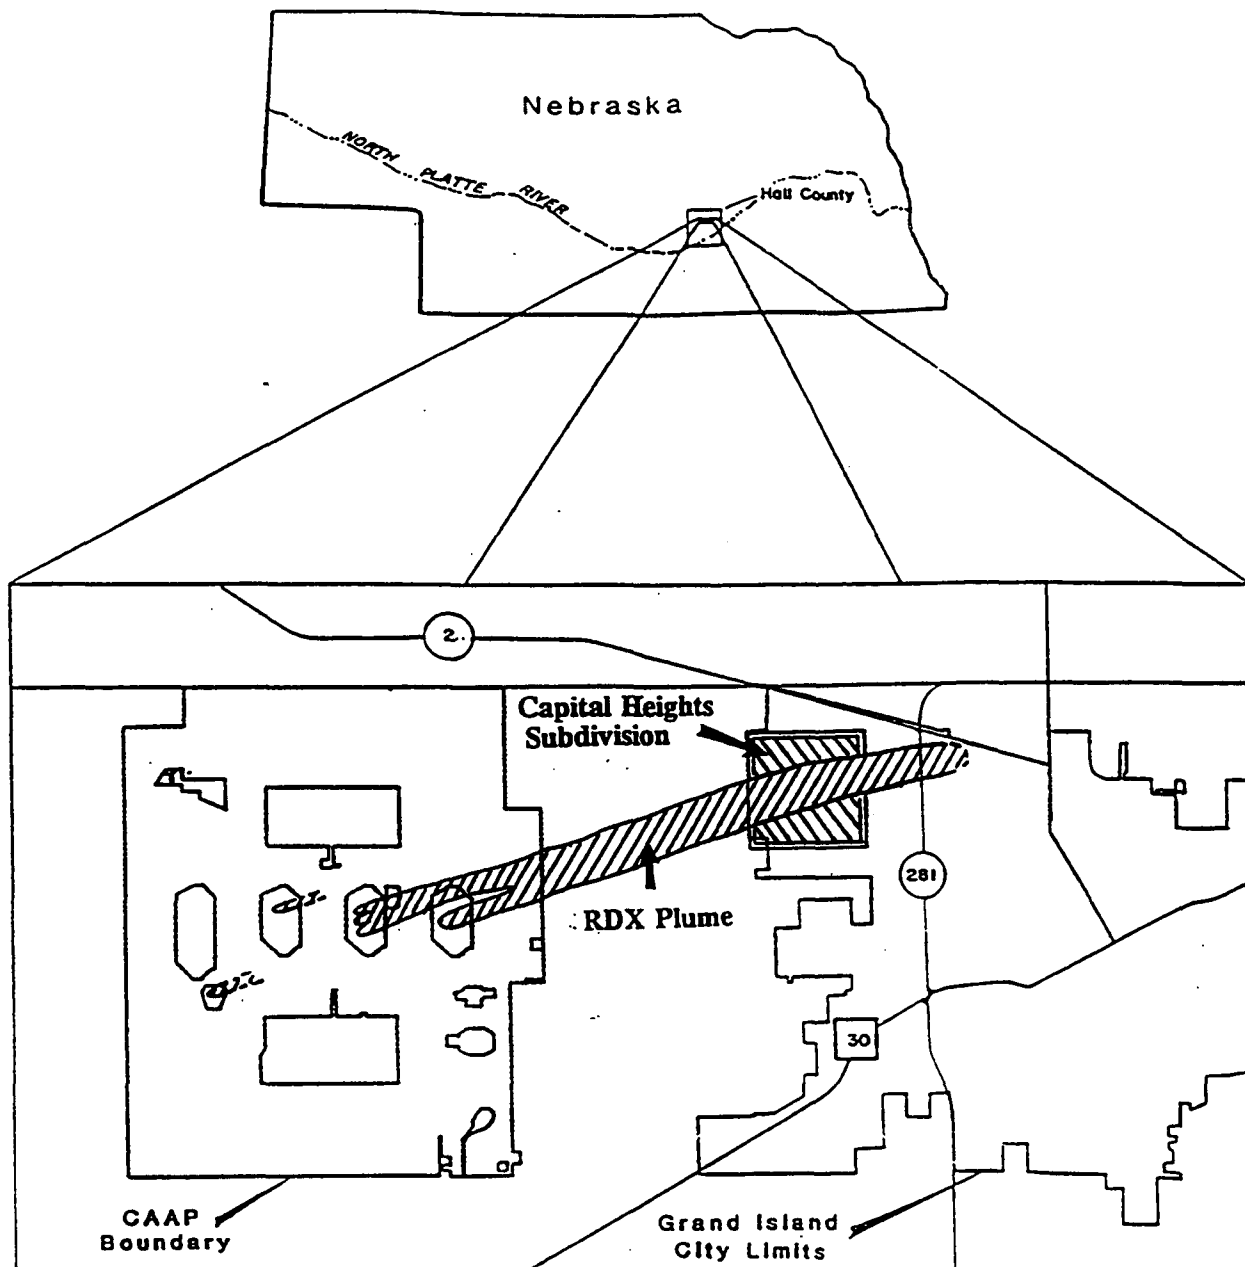 Nebraska
NORTH PLATTE RIVER
Hall County
2.
Capital Heights
Subdivision
281
RDX Plume
30
CAAP
Boundary
Grand Island
City Limits